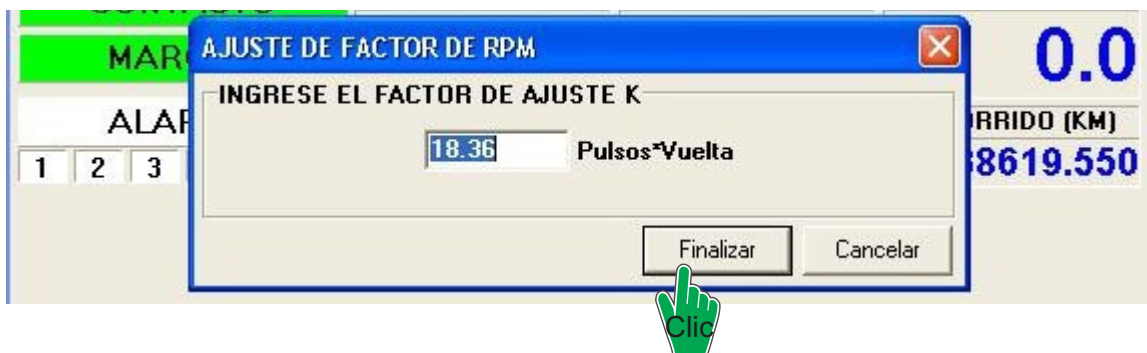 AJUSTE DE FACTOR DE RPM
MAR
0.0
INGRESE EL FACTOR DE AJUSTE K
ALAR
RRIDO (KM)
18.36 Pulsos*Vuelta
1 2 3
8619.550
Finalizar Cancelar
Clic